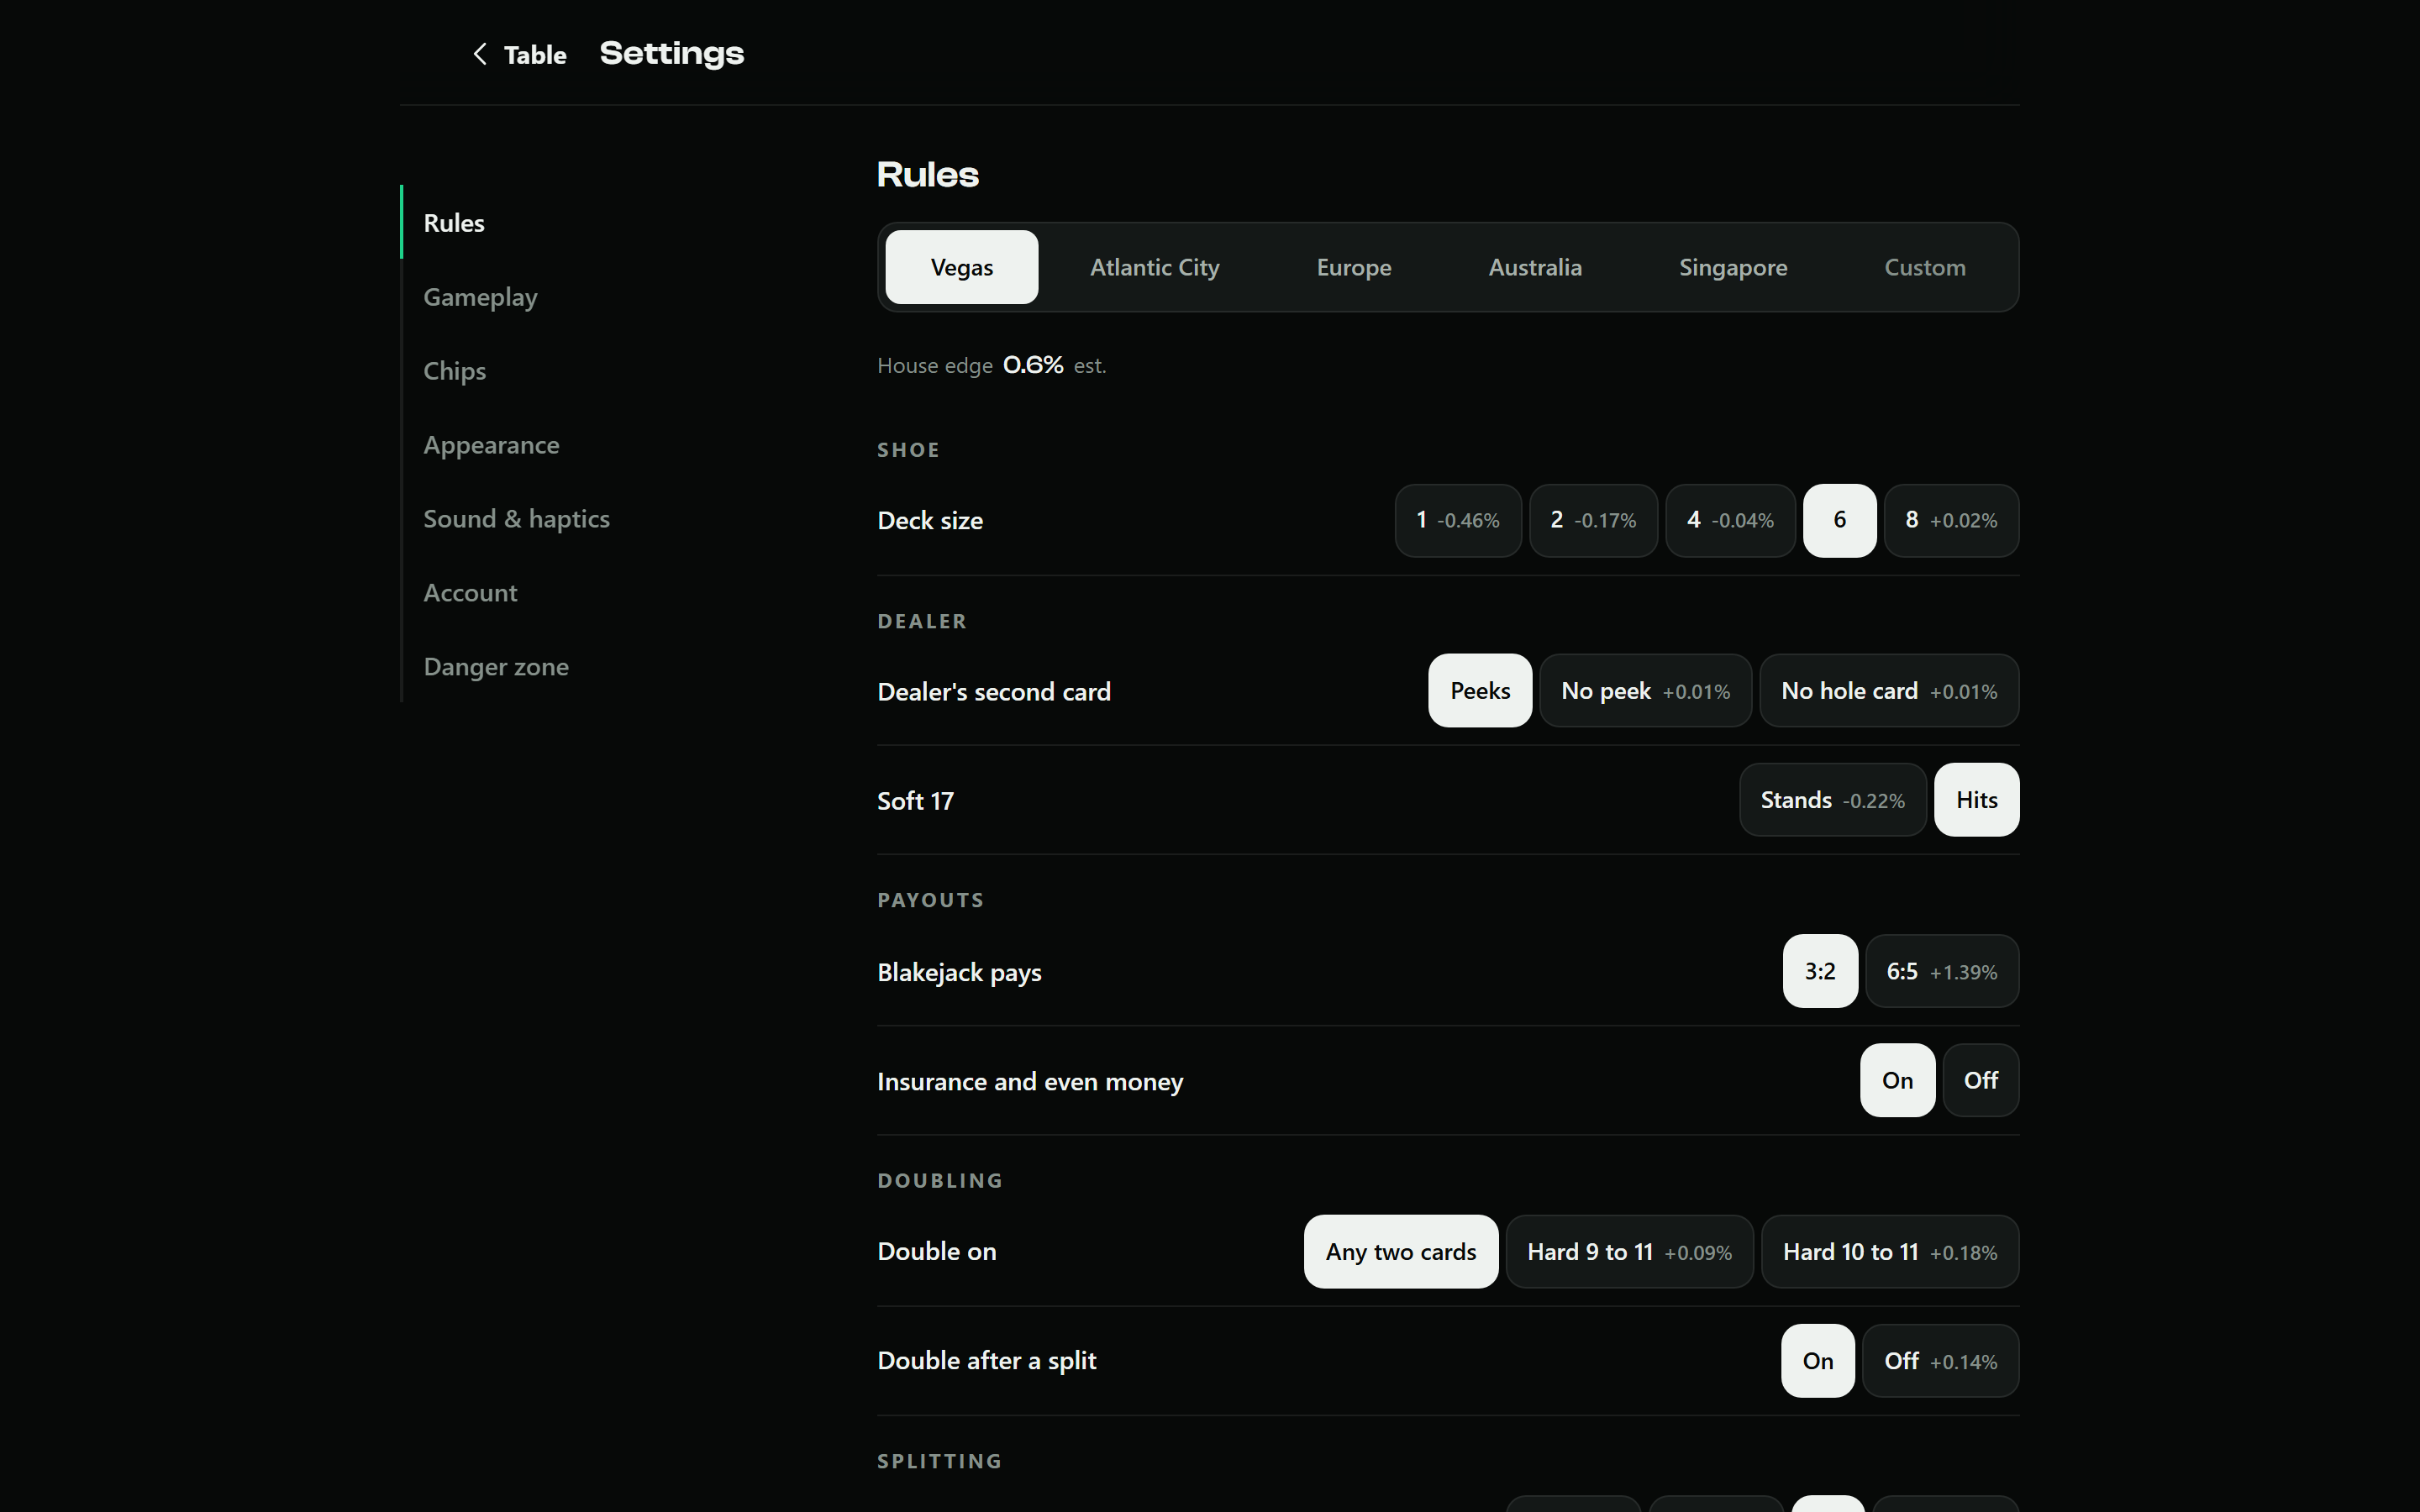 Table Settings
Rules
Gameplay
Chips
Appearance
Sound & haptics
Account
Danger zone
Rules
Vegas Atlantic City Europe Australia Singapore Custom
House edge 0.6% est.
SHOE
Deck size 1 -0.46% 2 -0.17% 4 -0.04% 6 8 +0.02%
DEALER
Dealer's second card Peeks No peek +0.01% No hole card +0.01%
Soft 17 Stands -0.22% Hits
PAYOUTS
Blakejack pays 3:2 6:5 +1.39%
Insurance and even money On Off
DOUBLING
Double on Any two cards Hard 9 to 11 +0.09% Hard 10 to 11 +0.18%
Double after a split On Off +0.14%
SPLITTING